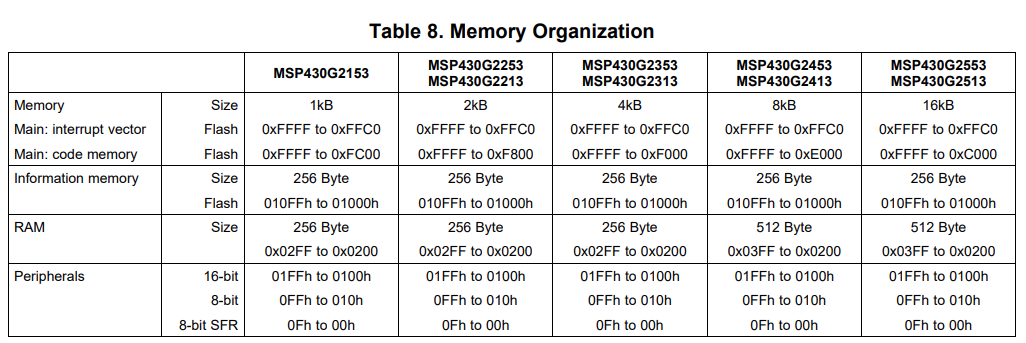 Table 8. Memory Organization
MSP430G2153 MSP430G2253 MSP430G2213 MSP430G2353 MSP430G2313 MSP430G2453 MSP430G2413 MSP430G2553 MSP430G2513
Memory Size 1kB 2kB 4kB 8kB 16kB
Main: interrupt vector Flash 0xFFFF to 0xFFC0 0xFFFF to 0xFFC0 0xFFFF to 0xFFC0 0xFFFF to 0xFFC0 0xFFFF to 0xFFC0
Main: code memory Flash 0xFFFF to 0xFC00 0xFFFF to 0xF800 0xFFFF to 0xF000 0xFFFF to 0xE000 0xFFFF to 0xC000
Information memory Size 256 Byte 256 Byte 256 Byte 256 Byte 256 Byte
Flash 010FFh to 01000h 010FFh to 01000h 010FFh to 01000h 010FFh to 01000h 010FFh to 01000h
RAM Size 256 Byte 256 Byte 256 Byte 512 Byte 512 Byte
0x02FF to 0x0200 0x02FF to 0x0200 0x02FF to 0x0200 0x03FF to 0x0200 0x03FF to 0x0200
Peripherals 16-bit 01FFh to 0100h 01FFh to 0100h 01FFh to 0100h 01FFh to 0100h 01FFh to 0100h
8-bit 0FFh to 010h 0FFh to 010h 0FFh to 010h 0FFh to 010h 0FFh to 010h
8-bit SFR 0Fh to 00h 0Fh to 00h 0Fh to 00h 0Fh to 00h 0Fh to 00h